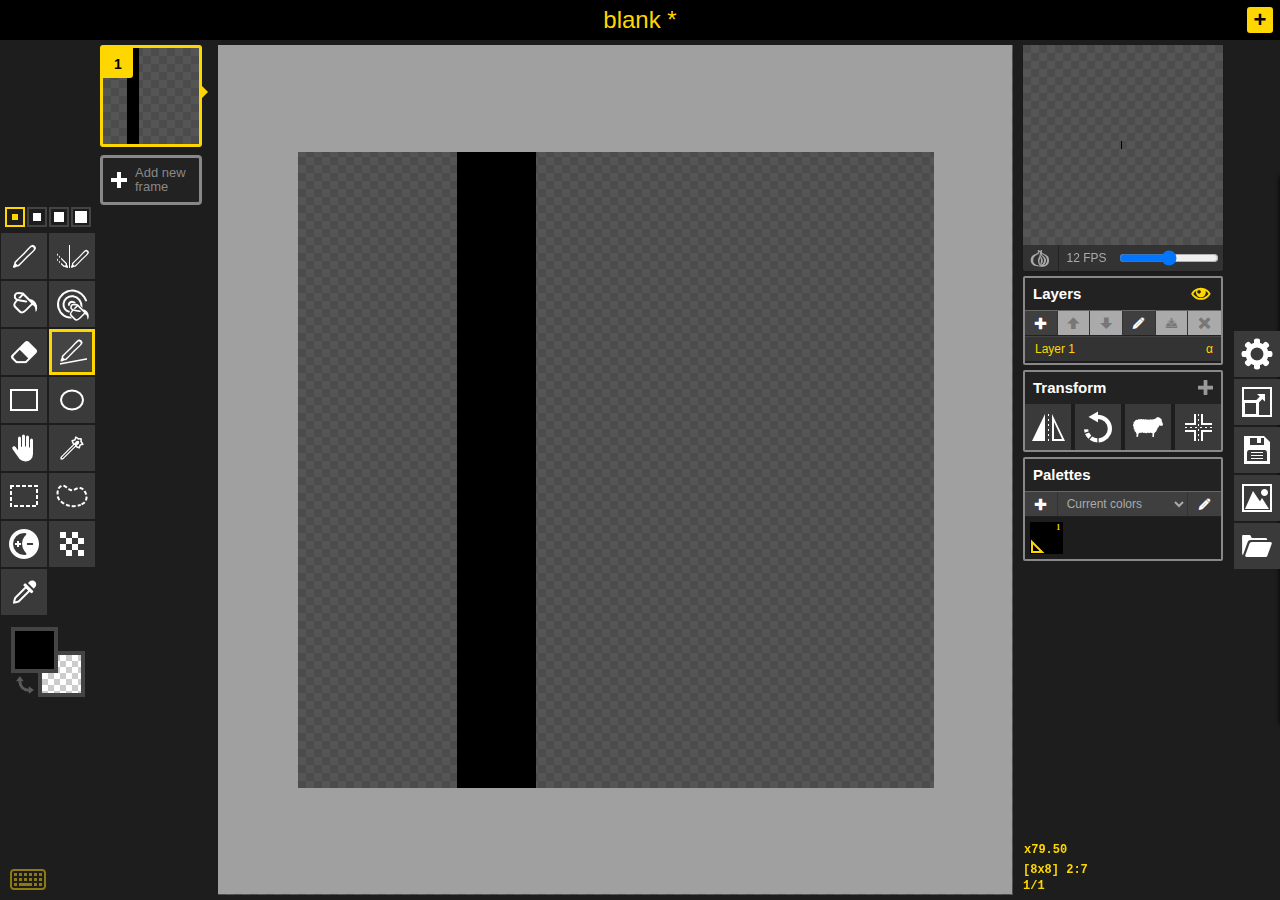 blank *
1
Add new
frame
12 FPS
Layers
Layer 1 α
Transform
Palettes
Current colors
1
x79.50
[8x8] 2:7
1/1